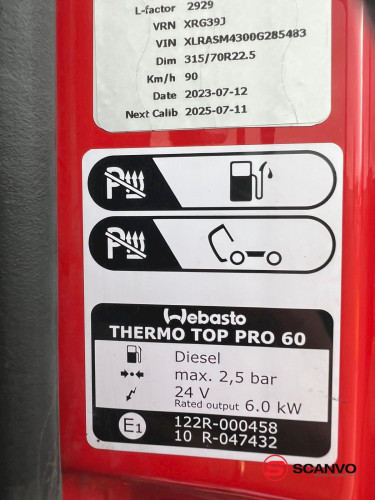 L-factor 2929
VRN XRG39J
VIN XLRASM4300G285483
Dim 315/70R22.5
Km/h 90
Date 2023-07-12
Next Calib 2025-07-11
Webasto
THERMO TOP PRO 60
Diesel
max. 2,5 bar
24 V
Rated output 6.0 kW
E1 122R-000458
10 R-047432
SCANVO